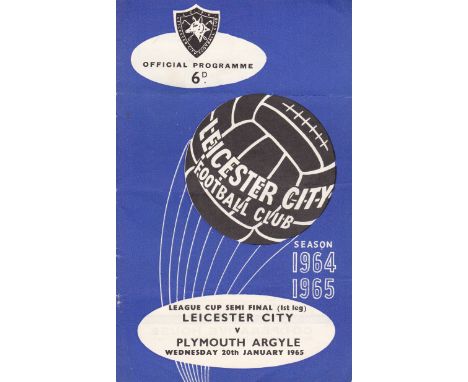 OFFICIAL PROGRAMME
6D.
LEICESTER CITY
FOOTBALL CLUB
SEASON
1964
1965
LEAGUE CUP SEMI FINAL (1st leg)
LEICESTER CITY
v
PLYMOUTH ARGYLE
WEDNESDAY 20th JANUARY 1965